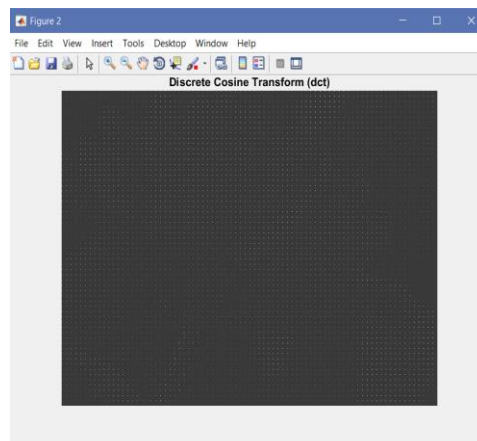 Figure 2
File Edit View Insert Tools Desktop Window Help
Discrete Cosine Transform (dct)